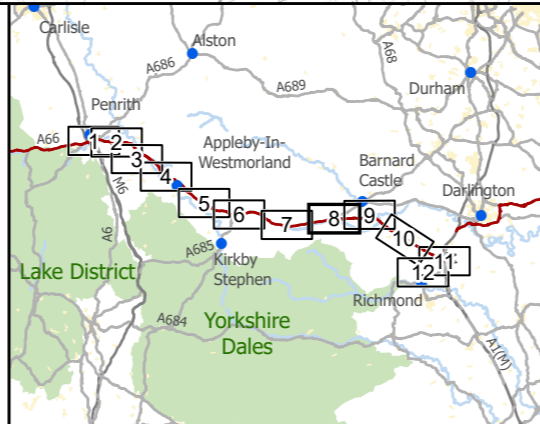 Carlisle
Alston
A686
A68
A689
Durham
Penrith
A66
1
2
3
4
5
6
7
8
9
10
11
12
Appleby-In-
Westmorland
Barnard
Castle
Darlington
M6
A6
A685
Kirkby
Stephen
Lake District
Richmond
A684
Yorkshire
Dales
A1(M)